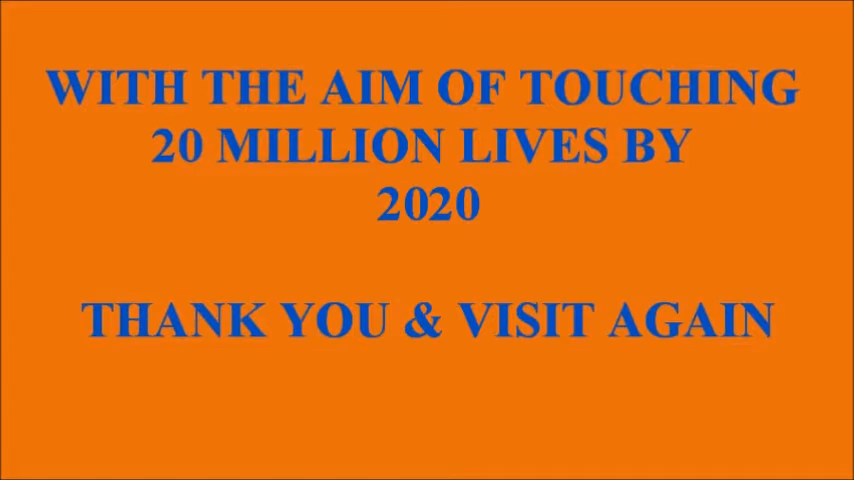 WITH THE AIM OF TOUCHING
20 MILLION LIVES BY
2020
THANK YOU & VISIT AGAIN